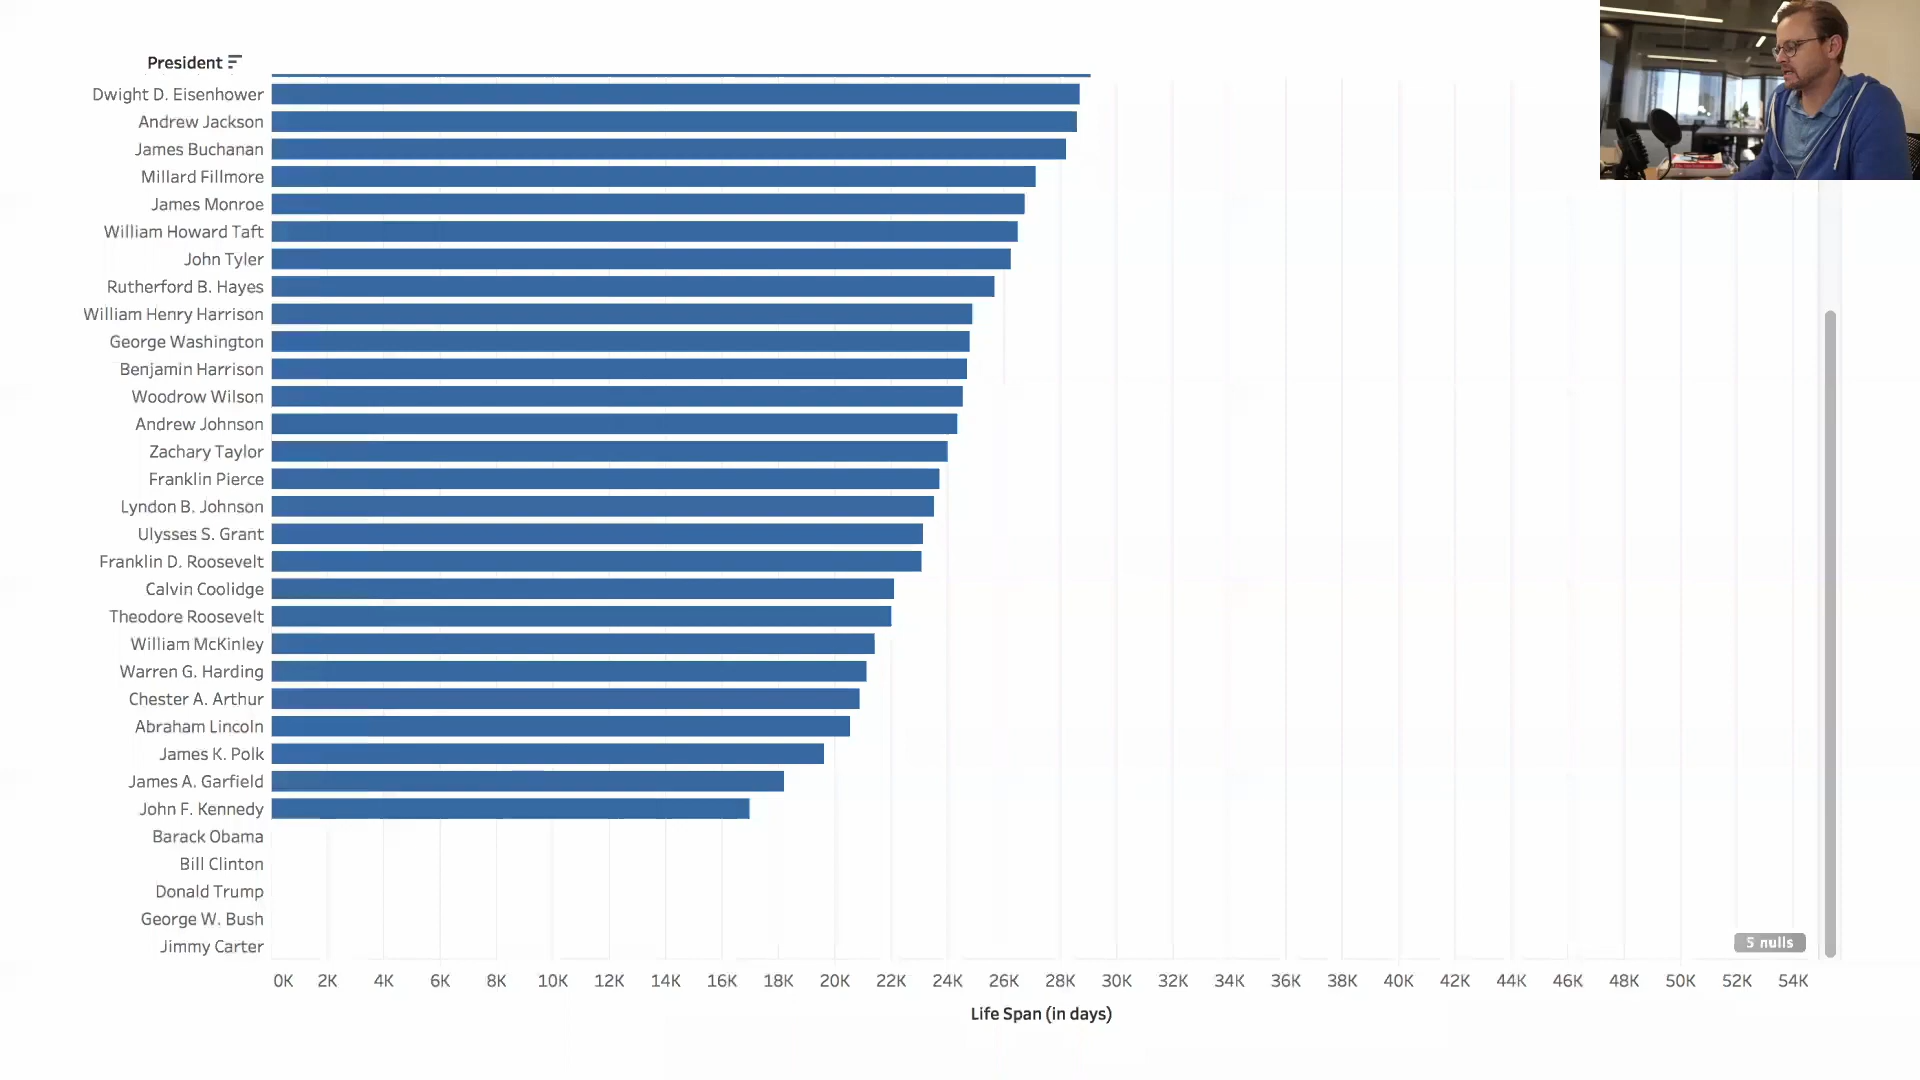 President
Dwight D. Eisenhower
Andrew Jackson
James Buchanan
Millard Fillmore
James Monroe
William Howard Taft
John Tyler
Rutherford B. Hayes
William Henry Harrison
George Washington
Benjamin Harrison
Woodrow Wilson
Andrew Johnson
Zachary Taylor
Franklin Pierce
Lyndon B. Johnson
Ulysses S. Grant
Franklin D. Roosevelt
Calvin Coolidge
Theodore Roosevelt
William McKinley
Warren G. Harding
Chester A. Arthur
Abraham Lincoln
James K. Polk
James A. Garfield
John F. Kennedy
Barack Obama
Bill Clinton
Donald Trump
George W. Bush
Jimmy Carter
5 nulls
0K 2K 4K 6K 8K 10K 12K 14K 16K 18K 20K 22K 24K 26K 28K 30K 32K 34K 36K 38K 40K 42K 44K 46K 48K 50K 52K 54K
Life Span (in days)